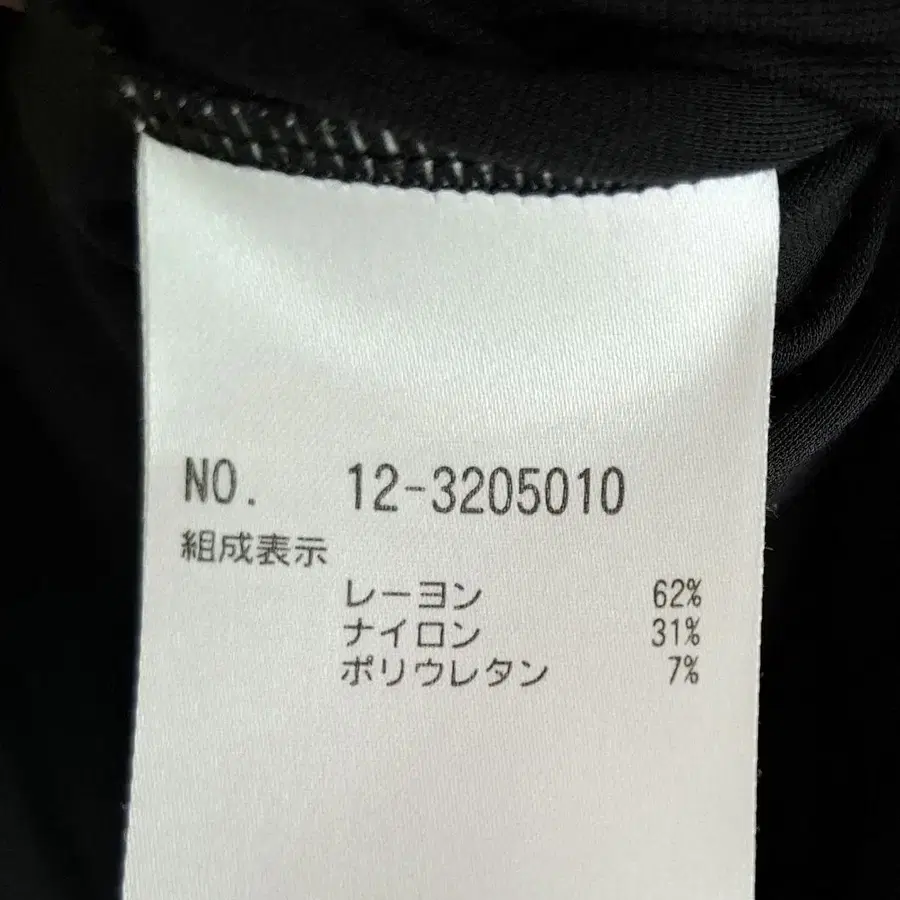 NO. 12-3205010
組成表示
レーヨン 62%
ナイロン 31%
ポリウレタン 7%